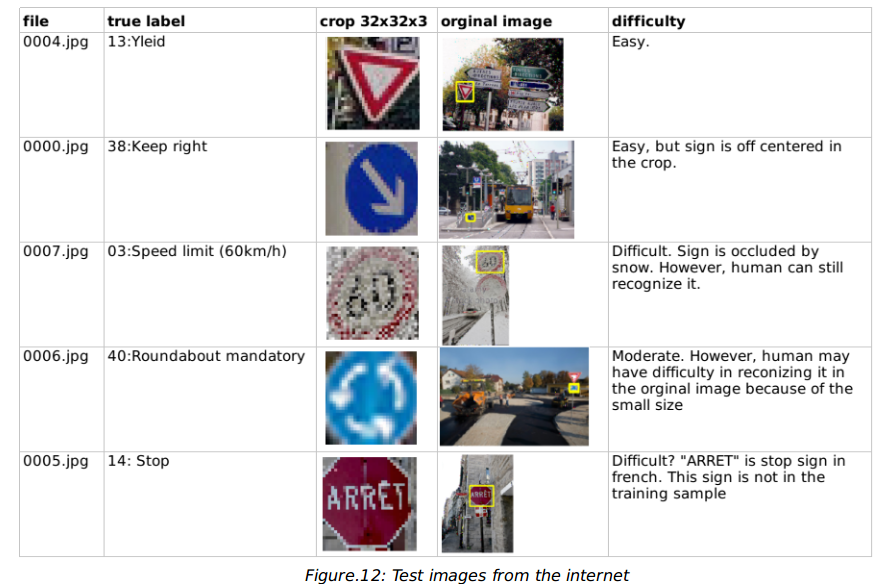 file true label crop 32x32x3 orginal image difficulty
0004.jpg 13:Yleid Easy.
0000.jpg 38:Keep right Easy, but sign is off centered in
the crop.
0007.jpg 03:Speed limit (60km/h) Difficult. Sign is occluded by
snow. However, human can still
recognize it.
60
60
0006.jpg 40:Roundabout mandatory Moderate. However, human may
have difficulty in reconizing it in
the orginal image because of the
small size
0005.jpg 14: Stop Difficult? "ARRET" is stop sign in
french. This sign is not in the
training sample
ARRÊT
ARRÊT
Figure.12: Test images from the internet